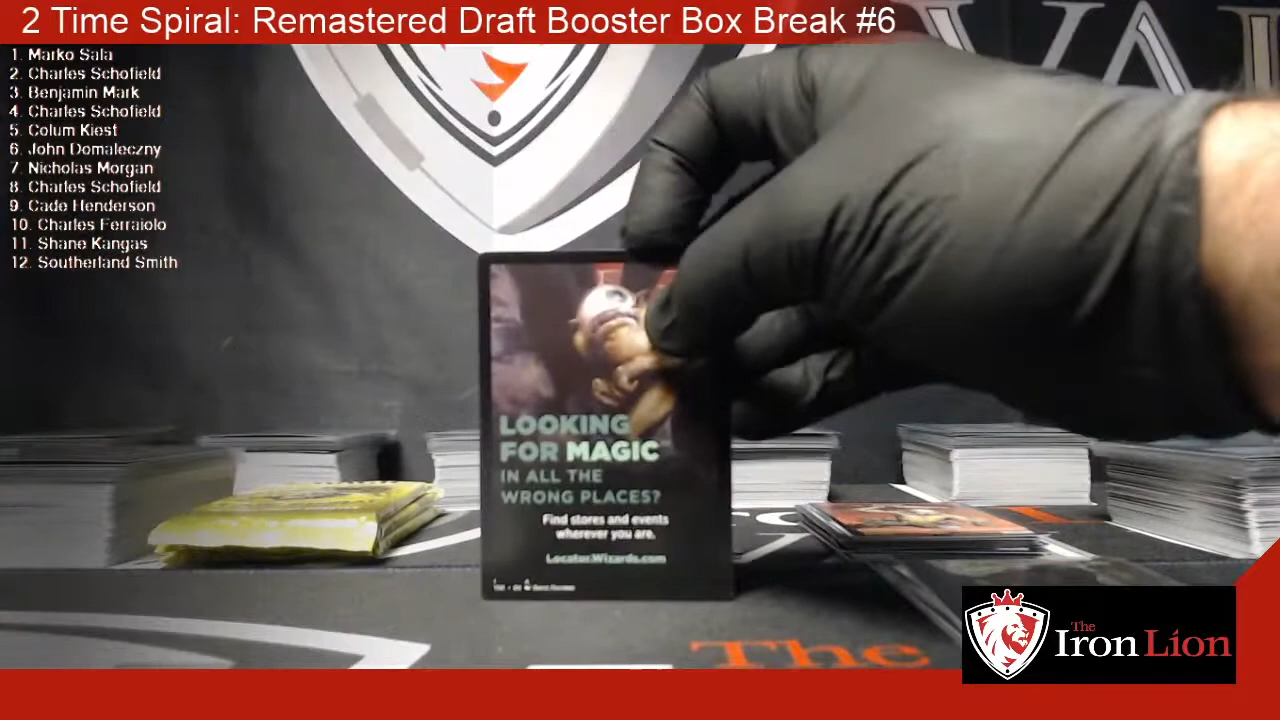 2 Time Spiral: Remastered Draft Booster Box Break #6
1. Marko Sala
2. Charles Schofield
3. Benjamin Mark
4. Charles Schofield
5. Colum Kiest
6. John Domaleczny
7. Nicholas Morgan
8. Charles Schofield
9. Cade Henderson
10. Charles Ferraiolo
11. Shane Kangas
12. Southerland Smith
LOOKING
FOR MAGIC
IN ALL THE
WRONG PLACES?
Find stores and events
wherever you are.
Locator.Wizards.com
The
The
Iron Lion